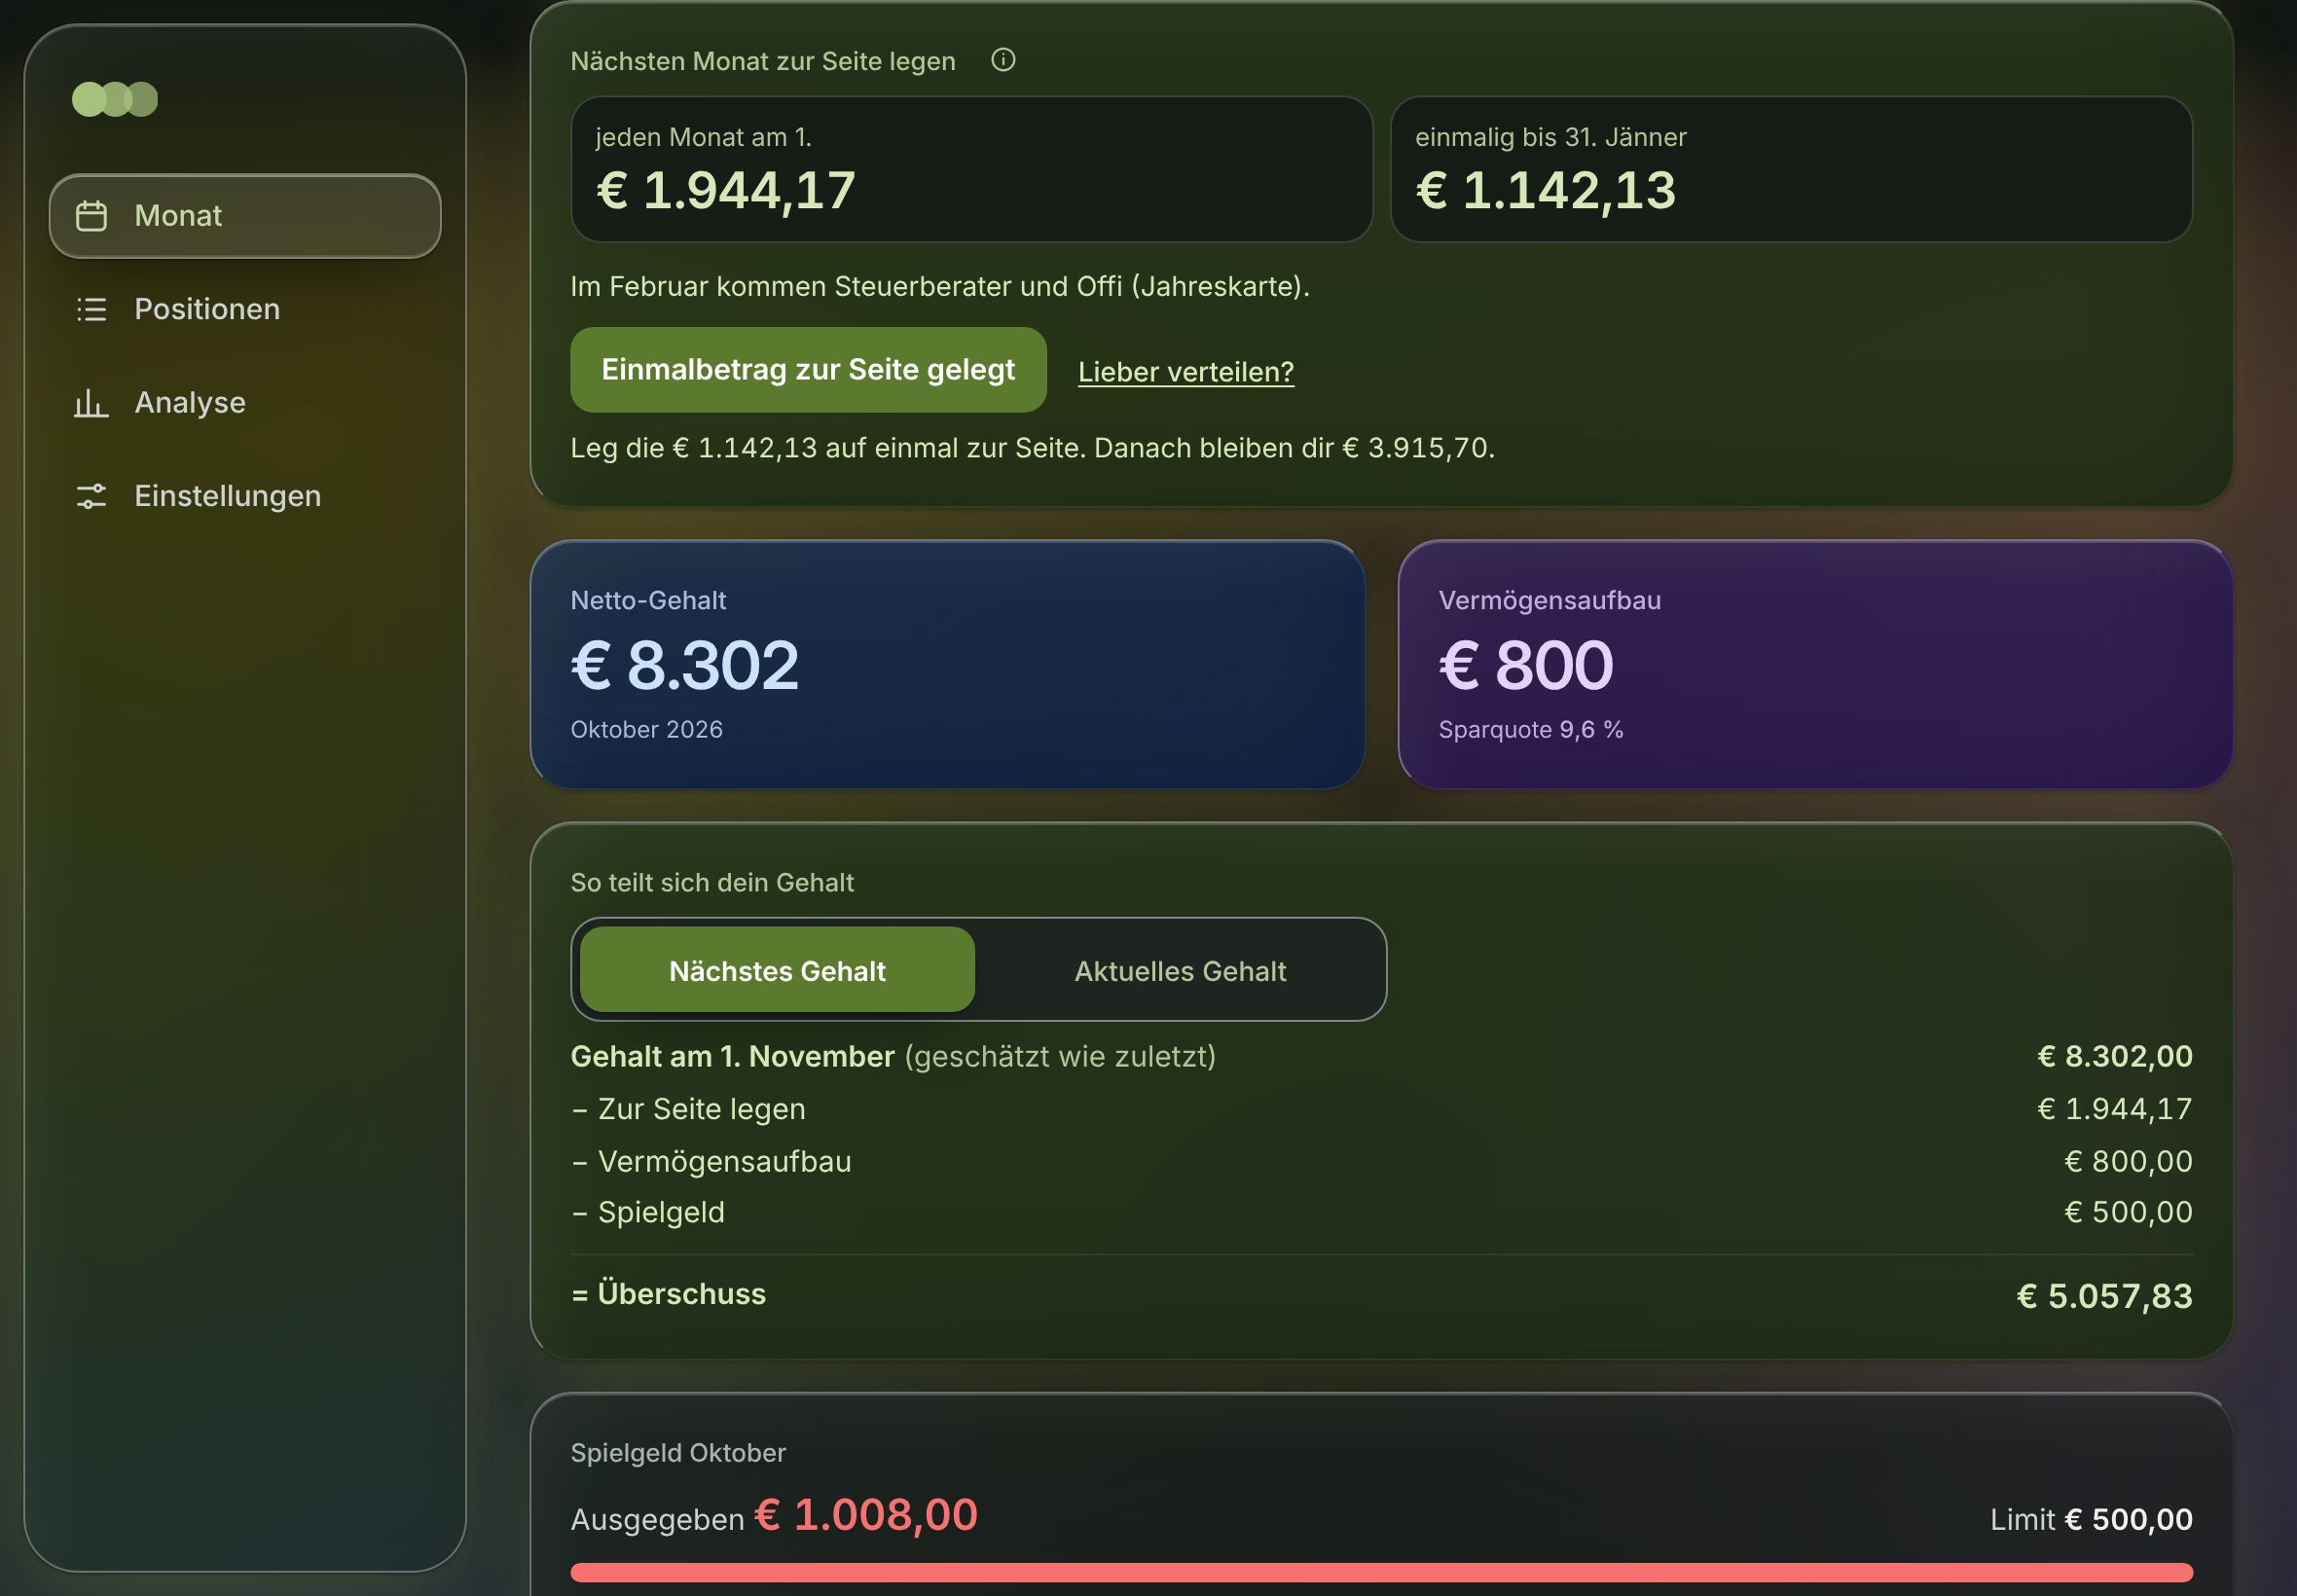 Monat
Positionen
Analyse
Einstellungen
Nächsten Monat zur Seite legen
jeden Monat am 1.
€ 1.944,17
einmalig bis 31. Jänner
€ 1.142,13
Im Februar kommen Steuerberater und Offi (Jahreskarte).
Einmalbetrag zur Seite gelegt
Lieber verteilen?
Leg die € 1.142,13 auf einmal zur Seite. Danach bleiben dir € 3.915,70.
Netto-Gehalt
€ 8.302
Oktober 2026
Vermögensaufbau
€ 800
Sparquote 9,6 %
So teilt sich dein Gehalt
Nächstes Gehalt
Aktuelles Gehalt
Gehalt am 1. November (geschätzt wie zuletzt) € 8.302,00
− Zur Seite legen € 1.944,17
− Vermögensaufbau € 800,00
− Spielgeld € 500,00
= Überschuss € 5.057,83
Spielgeld Oktober
Ausgegeben € 1.008,00 Limit € 500,00